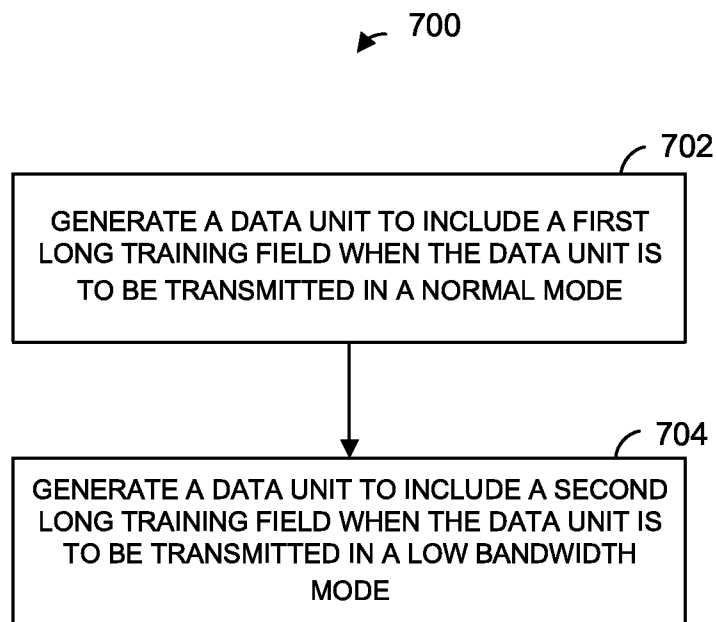 700
702
GENERATE A DATA UNIT TO INCLUDE A FIRST
LONG TRAINING FIELD WHEN THE DATA UNIT IS
TO BE TRANSMITTED IN A NORMAL MODE
704
GENERATE A DATA UNIT TO INCLUDE A SECOND
LONG TRAINING FIELD WHEN THE DATA UNIT IS
TO BE TRANSMITTED IN A LOW BANDWIDTH
MODE